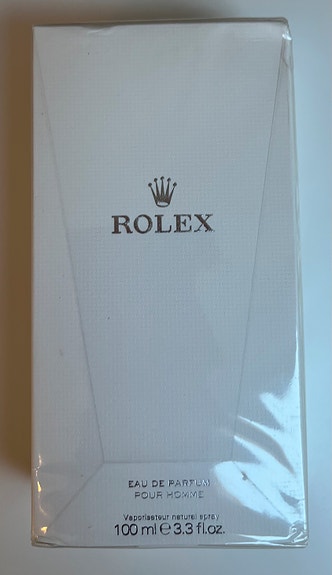 ROLEX
EAU DE PARFUM
POUR HOMME
Vaporisateur natural spray
100 ml ℮ 3.3 fl.oz.